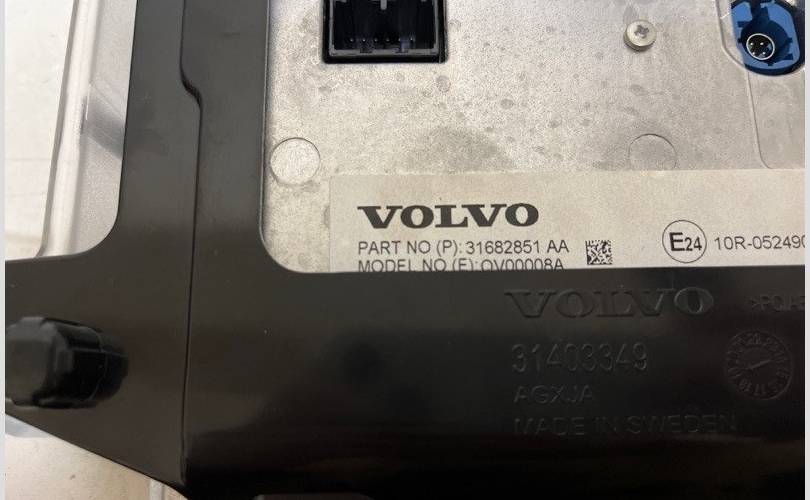 VOLVO
PART NO (P): 31682851 AA
E24 10R-052490
MODEL NO (E): QV00008A
VOLVO
31403349
AGXJA
MADE IN SWEDEN